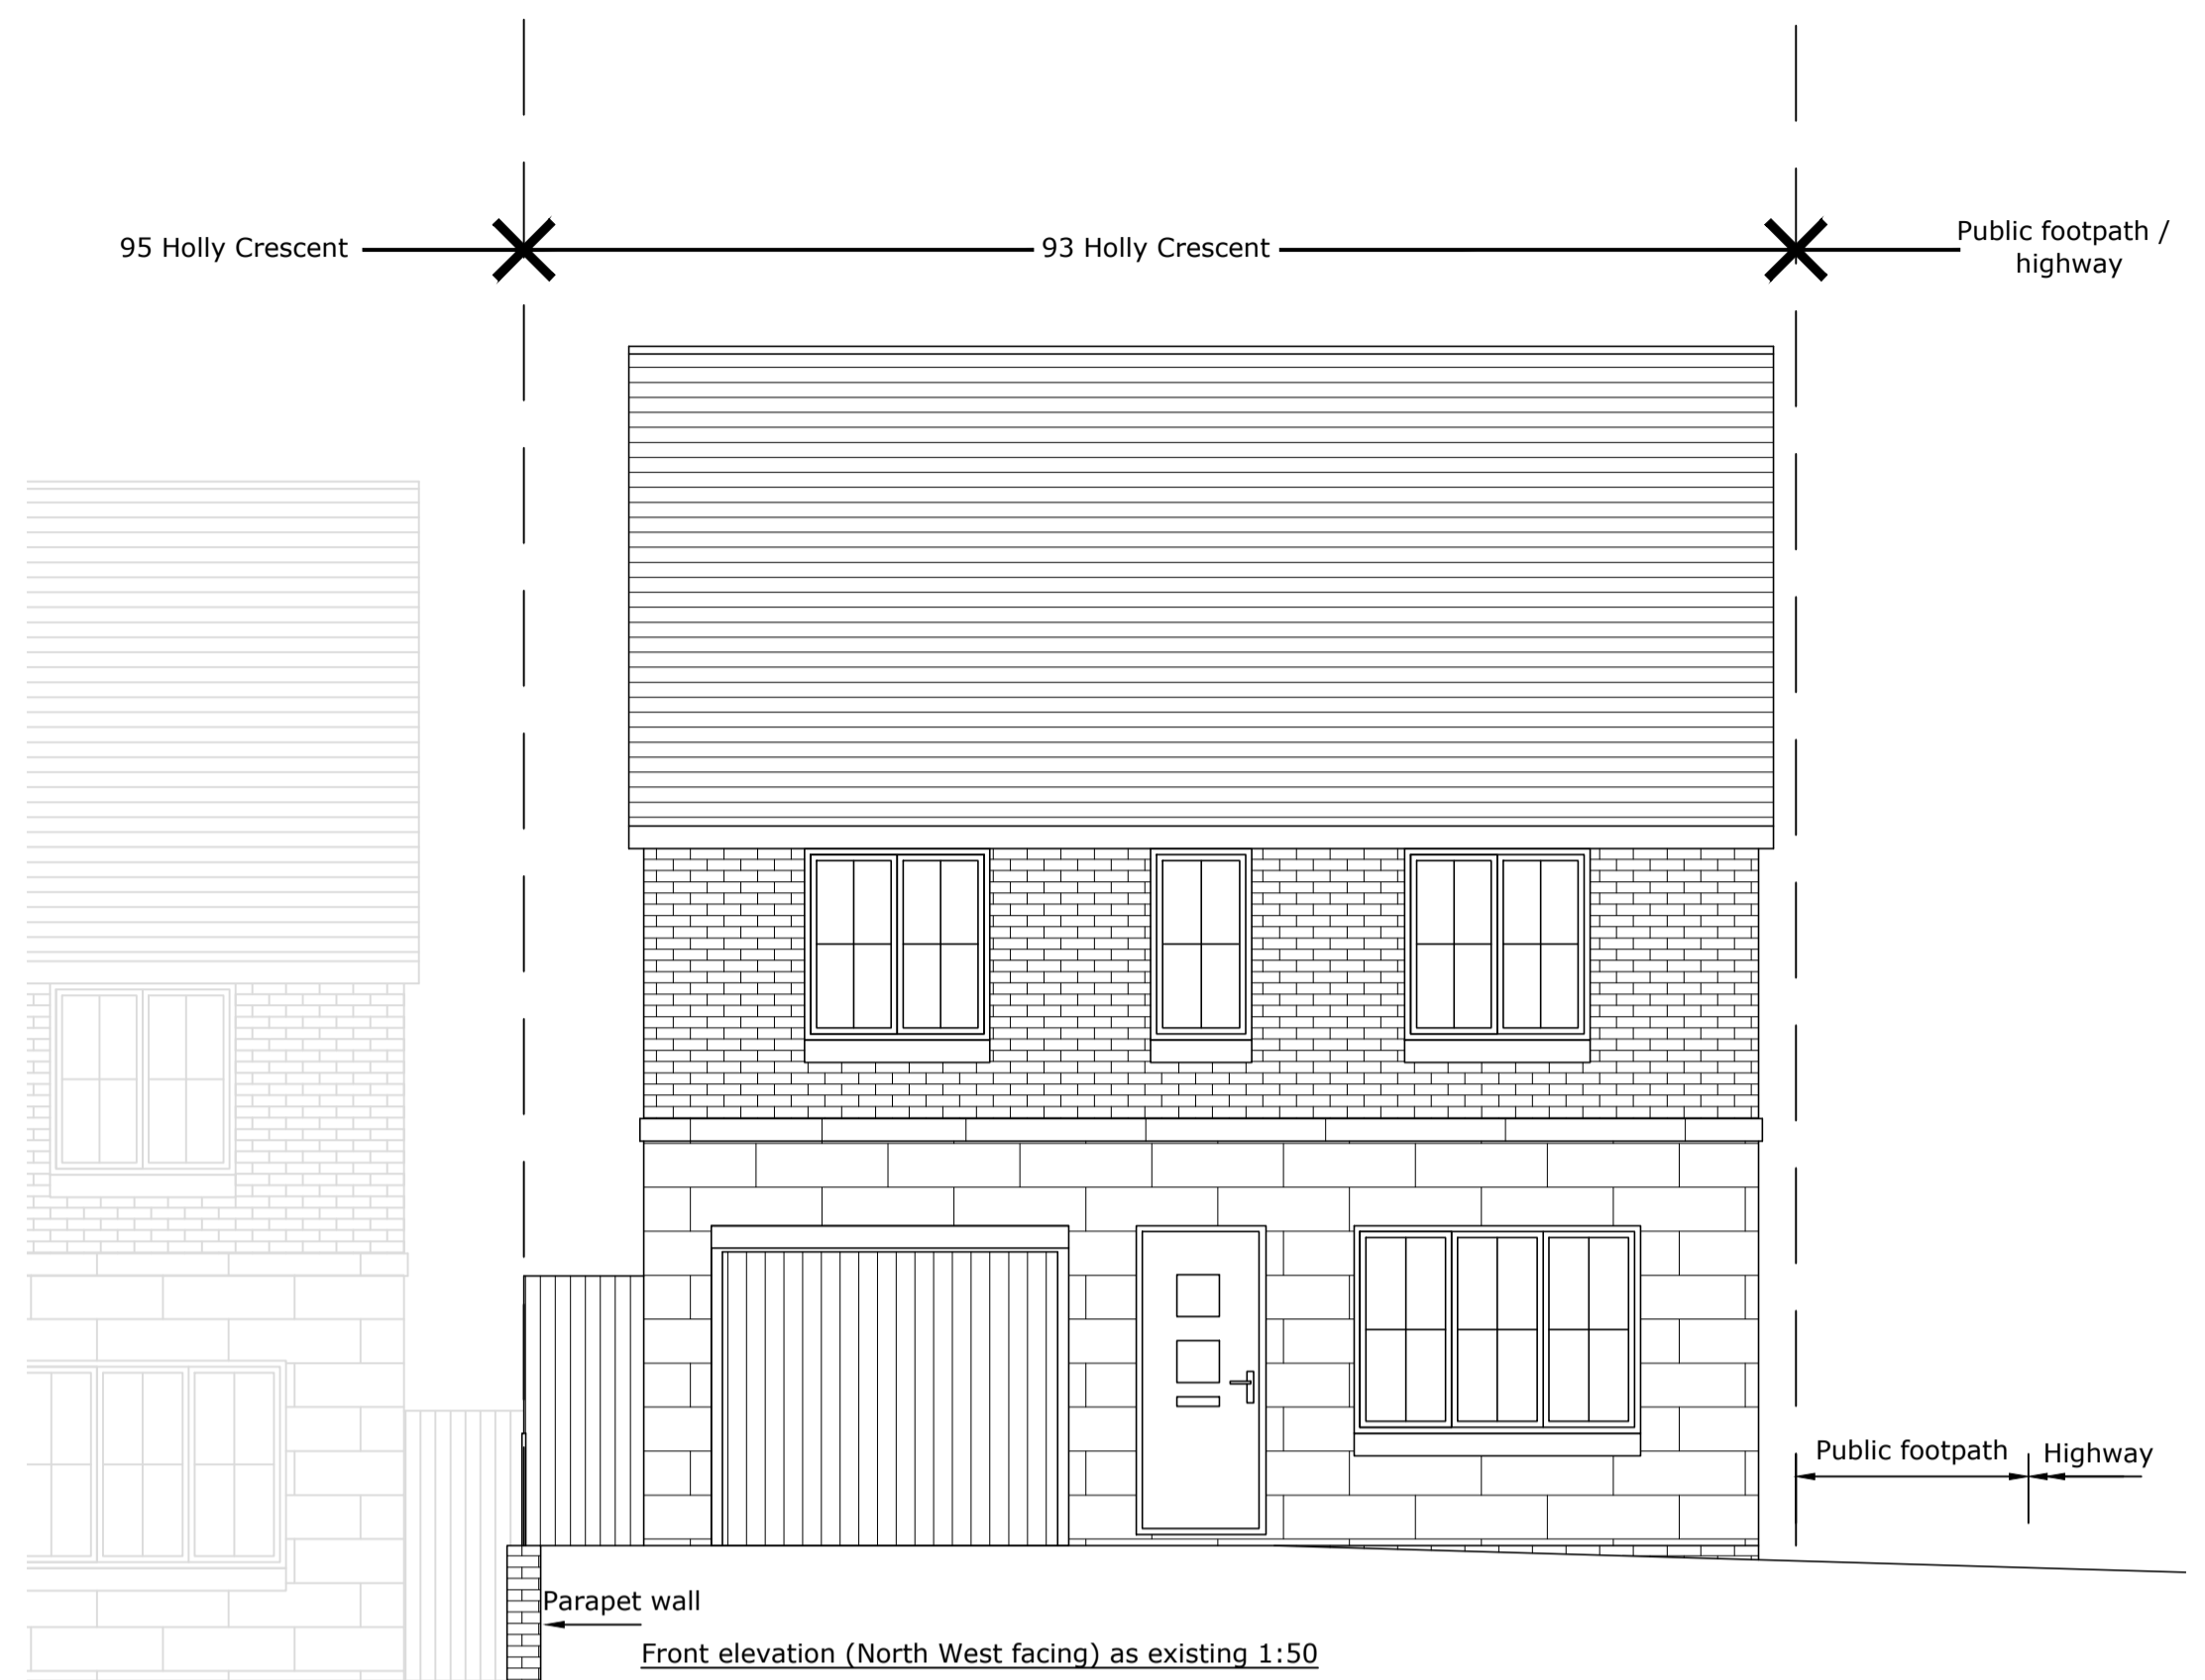 95 Holly Crescent
93 Holly Crescent
Public footpath /
highway
Public footpath
Highway
Parapet wall
Front elevation (North West facing) as existing 1:50